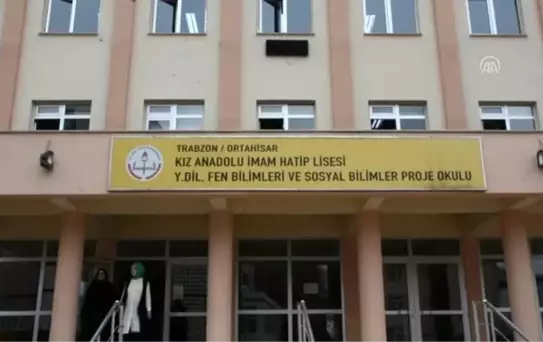 TRABZON / ORTAHİSAR
KIZ ANADOLU İMAM HATİP LİSESİ
Y.DİL, FEN BİLİMLERİ VE SOSYAL BİLİMLER PROJE OKULU